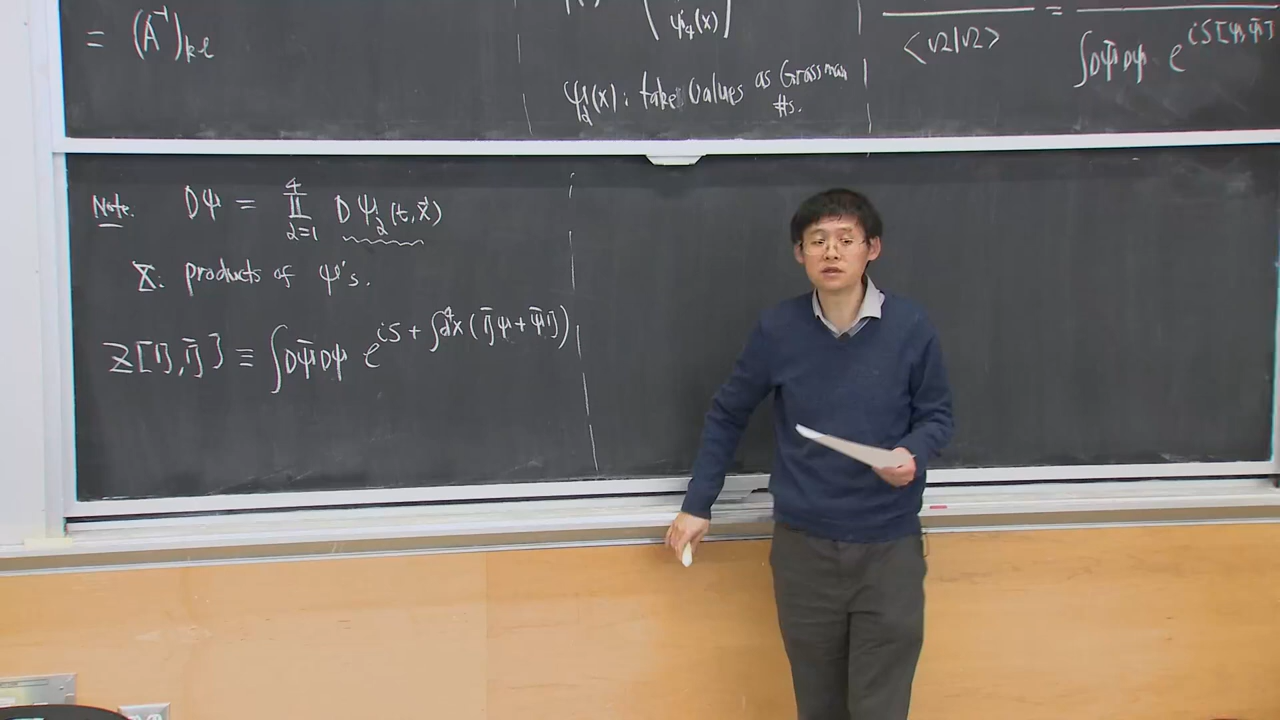 = (A⁻¹)ₖₗ
ψ₄(x)
ψ_α(x): take values as Grassman #s.
<Ω|Ω> = ∫Dψ̄Dψ e^{iS[ψ,ψ̄]}
Note. Dψ = ∏_{α=1}^{4} Dψ_α(t,x⃗)
X: products of ψ's.
Z[η,η̄] ≡ ∫Dψ̄Dψ e^{iS + ∫d⁴x(η̄ψ+ψ̄η)}